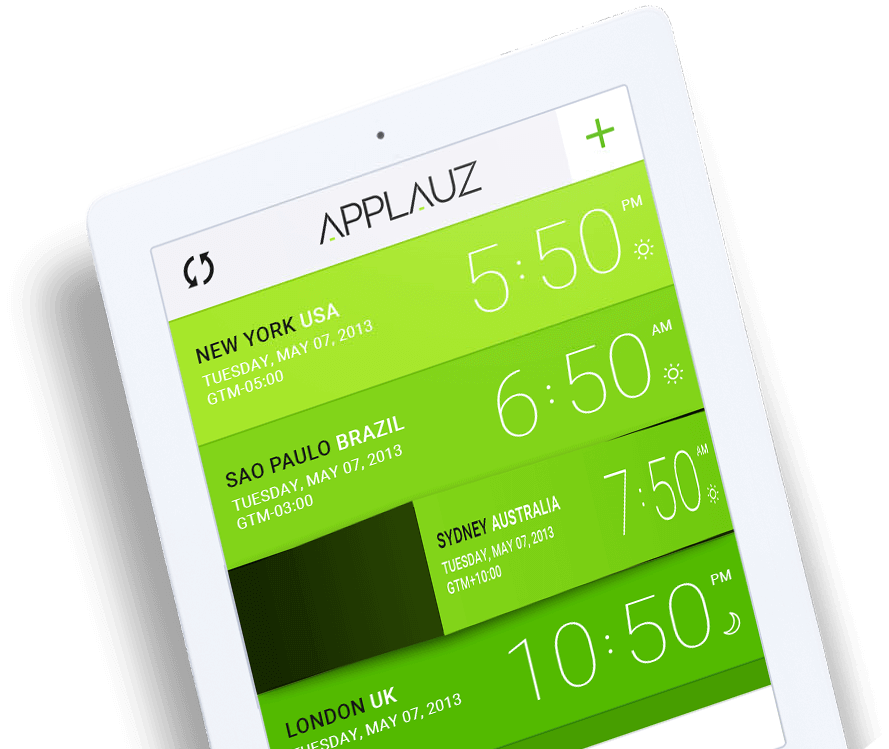 +
APPLAUZ
NEW YORK USA
TUESDAY, MAY 07, 2013
GTM-05:00
5:50 PM
SAO PAULO BRAZIL
TUESDAY, MAY 07, 2013
GTM-03:00
6:50 AM
SYDNEY AUSTRALIA
TUESDAY, MAY 07, 2013
GTM+10:00
7:50 AM
LONDON UK
TUESDAY, MAY 07, 2013
10:50 PM